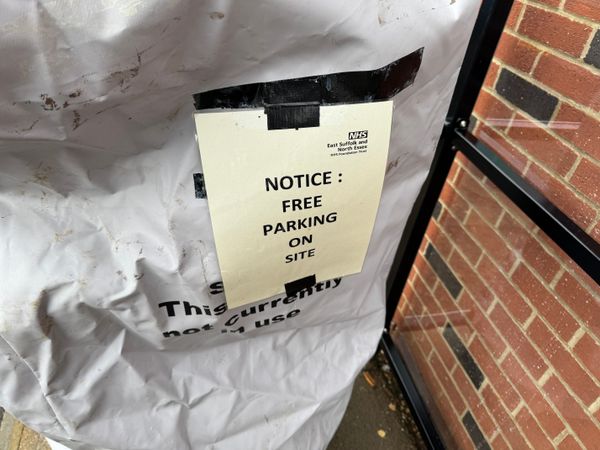 NHS
East Suffolk and
North Essex
NHS Foundation Trust
NOTICE :
FREE
PARKING
ON
SITE
This currently
not in use